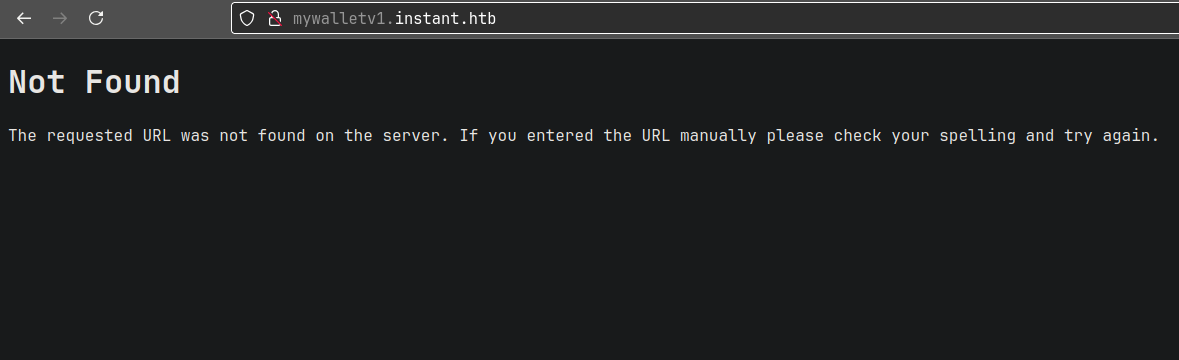 mywalletv1.instant.htb
Not Found
The requested URL was not found on the server. If you entered the URL manually please check your spelling and try again.